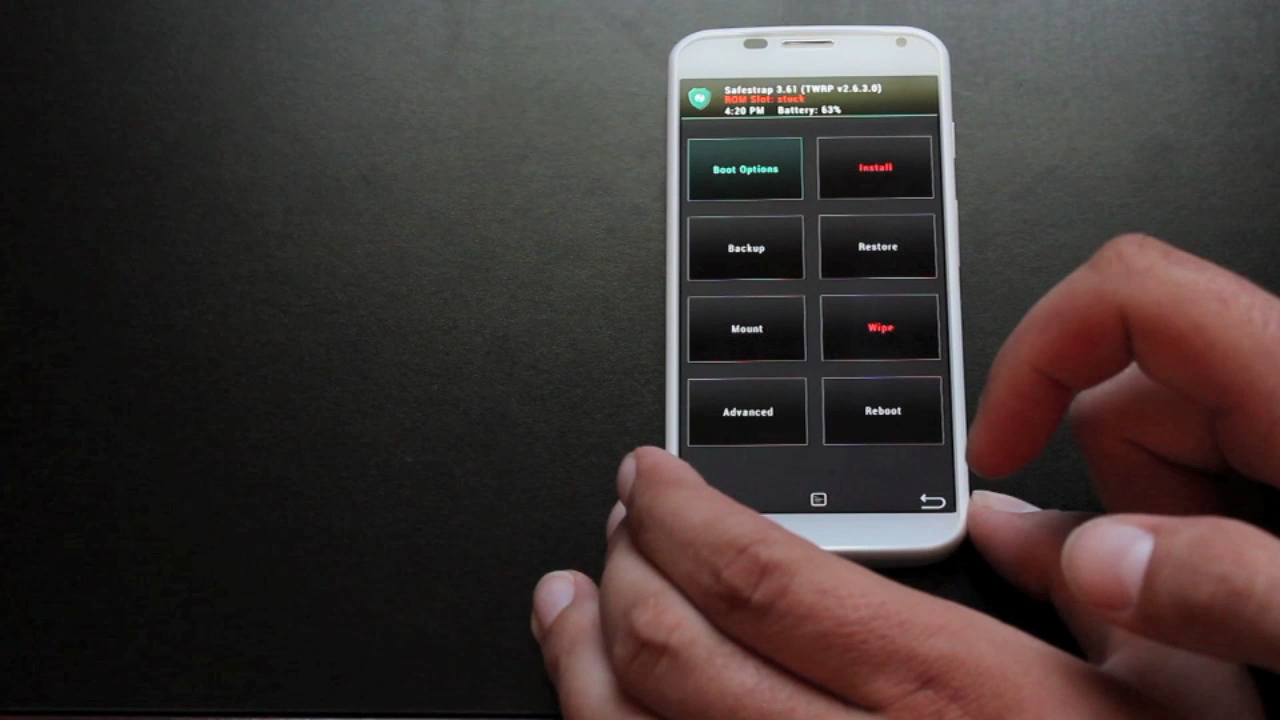 Safestrap 3.61 (TWRP v2.6.3.0)
ROM Slot: stock
4:20 PM Battery: 63%
Boot Options
Install
Backup
Restore
Mount
Wipe
Advanced
Reboot